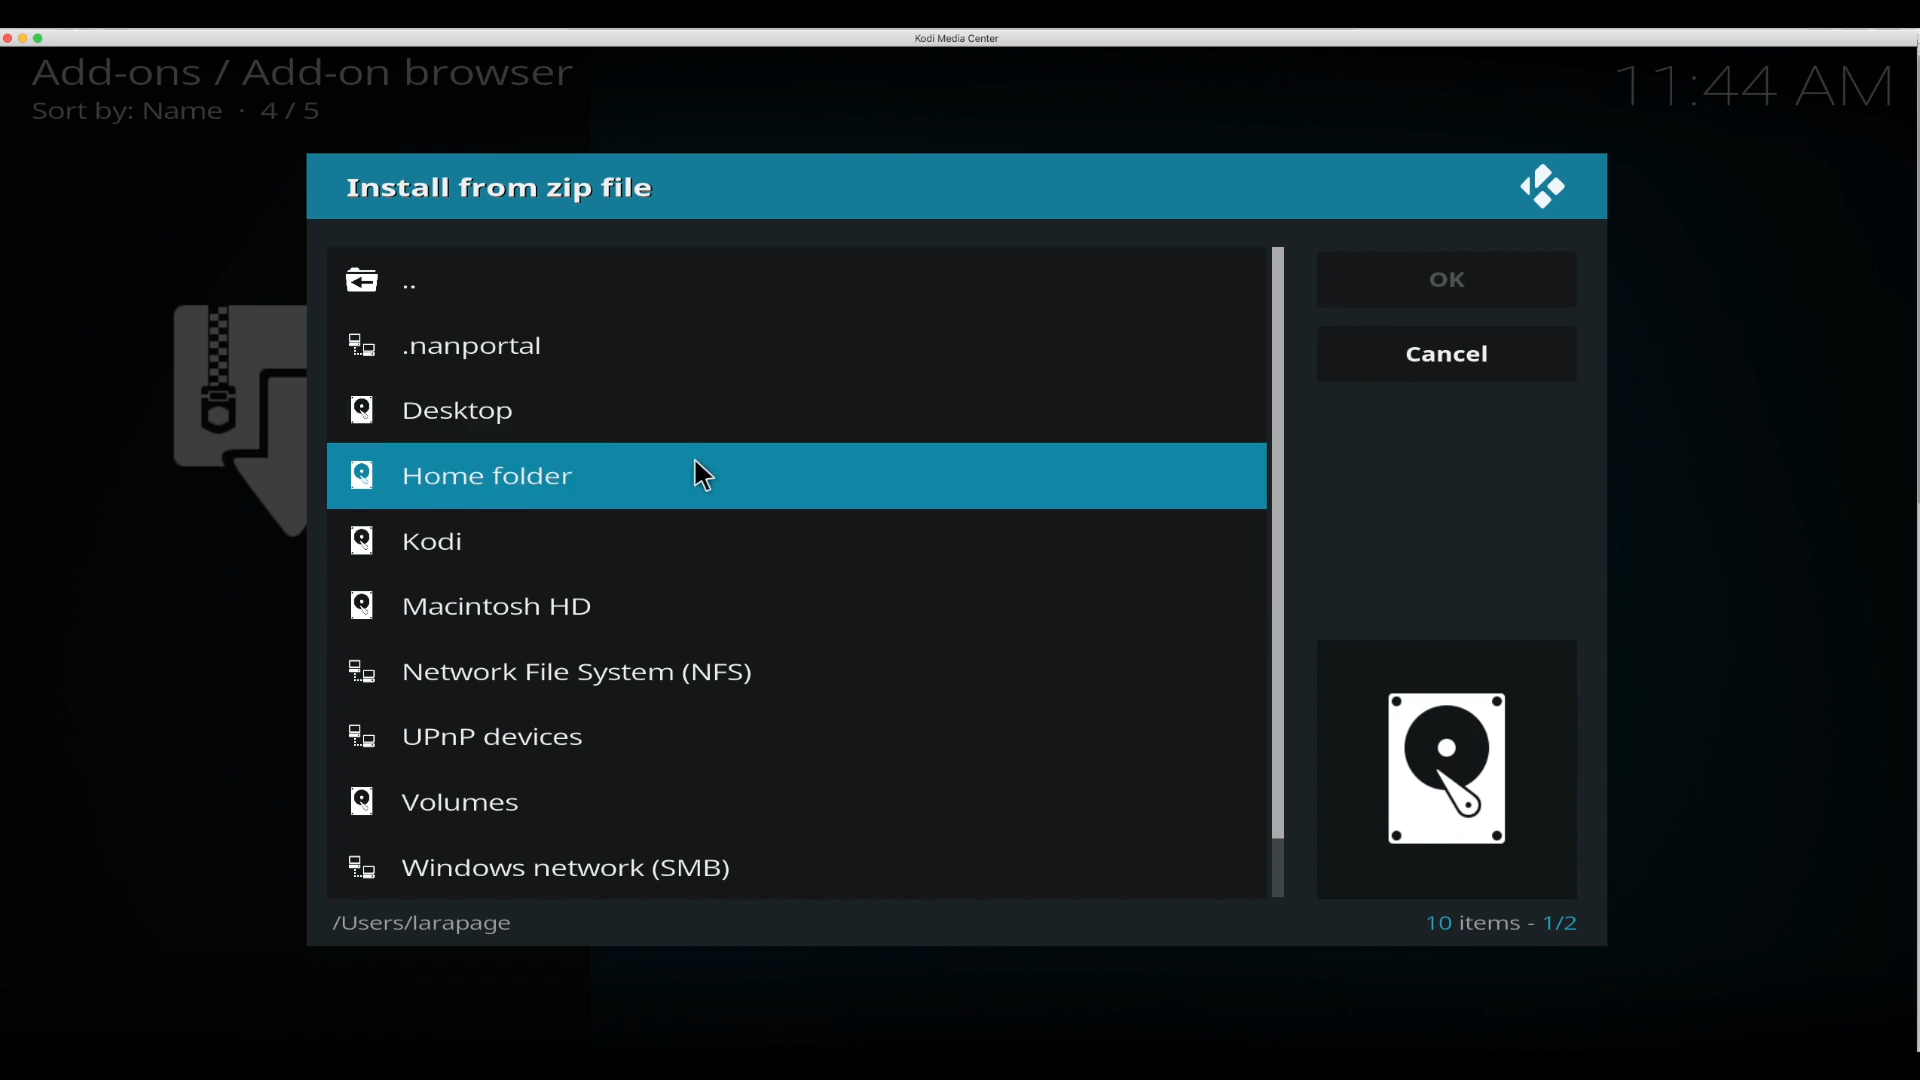 Kodi Media Center
Add-ons / Add-on browser
Sort by: Name · 4 / 5
11:44 AM
Install from zip file
..
.nanportal
Desktop
Home folder
Kodi
Macintosh HD
Network File System (NFS)
UPnP devices
Volumes
Windows network (SMB)
OK
Cancel
/Users/larapage
10 items - 1/2